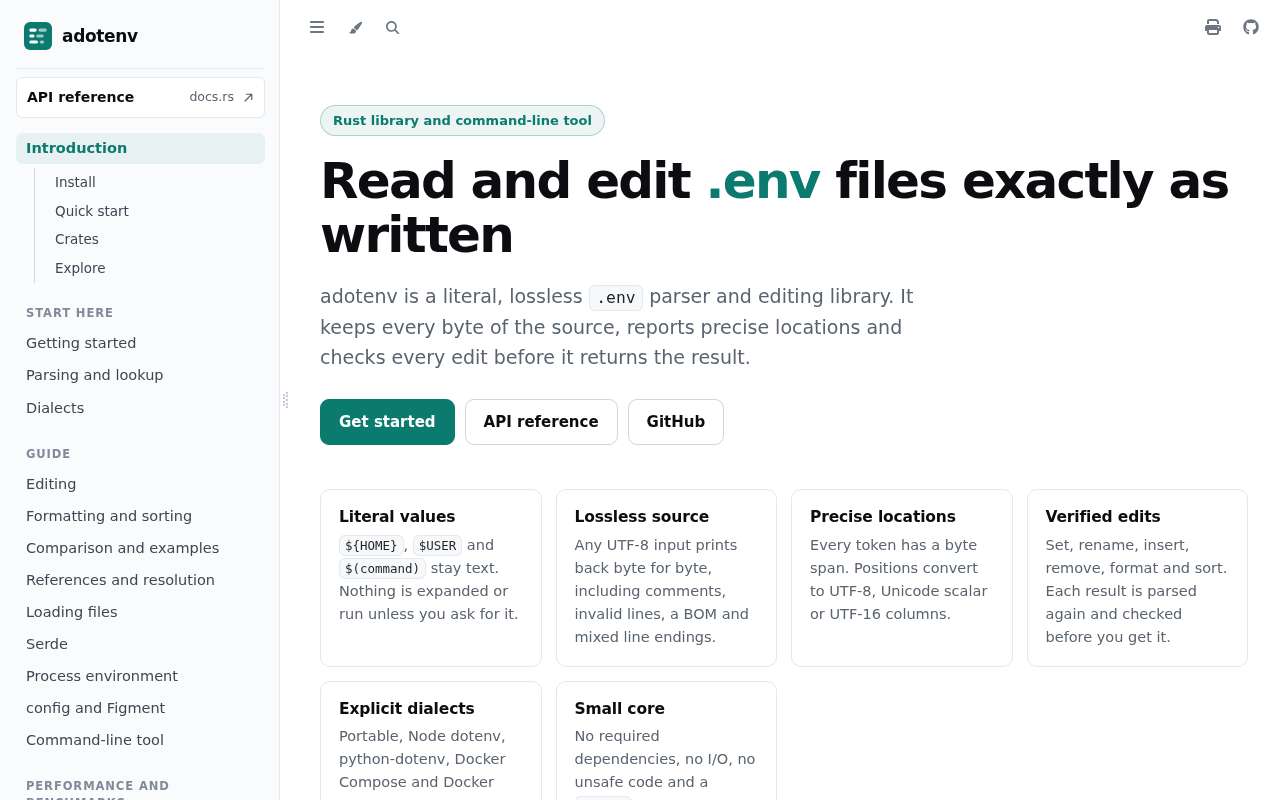 adotenv
API reference
docs.rs
Introduction
Install
Quick start
Crates
Explore
START HERE
Getting started
Parsing and lookup
Dialects
GUIDE
Editing
Formatting and sorting
Comparison and examples
References and resolution
Loading files
Serde
Process environment
config and Figment
Command-line tool
PERFORMANCE AND
BENCHMARKS
Rust library and command-line tool
Read and edit .env files exactly as
written
adotenv is a literal, lossless .env parser and editing library. It
keeps every byte of the source, reports precise locations and
checks every edit before it returns the result.
Get started
API reference
GitHub
Literal values
${HOME}, $USER and
$(command) stay text.
Nothing is expanded or
run unless you ask for it.
Lossless source
Any UTF-8 input prints
back byte for byte,
including comments,
invalid lines, a BOM and
mixed line endings.
Precise locations
Every token has a byte
span. Positions convert
to UTF-8, Unicode scalar
or UTF-16 columns.
Verified edits
Set, rename, insert,
remove, format and sort.
Each result is parsed
again and checked
before you get it.
Explicit dialects
Portable, Node dotenv,
python-dotenv, Docker
Compose and Docker
Small core
No required
dependencies, no I/O, no
unsafe code and a